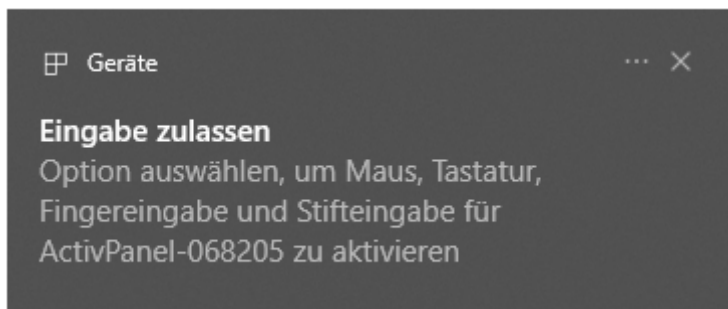 Geräte
Eingabe zulassen
Option auswählen, um Maus, Tastatur,
Fingereingabe und Stifteingabe für
ActivPanel-068205 zu aktivieren